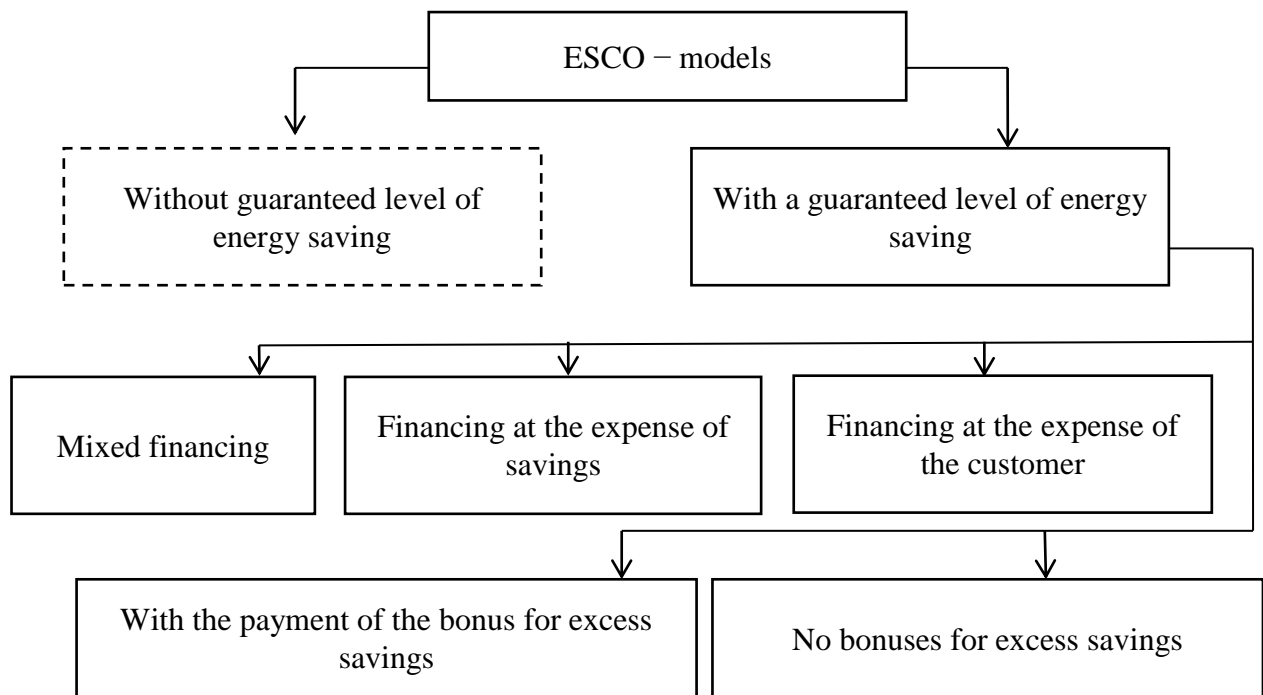 ESCO − models
Without guaranteed level of
energy saving
With a guaranteed level of energy
saving
Mixed financing
Financing at the expense of
savings
Financing at the expense of
the customer
With the payment of the bonus for excess
savings
No bonuses for excess savings